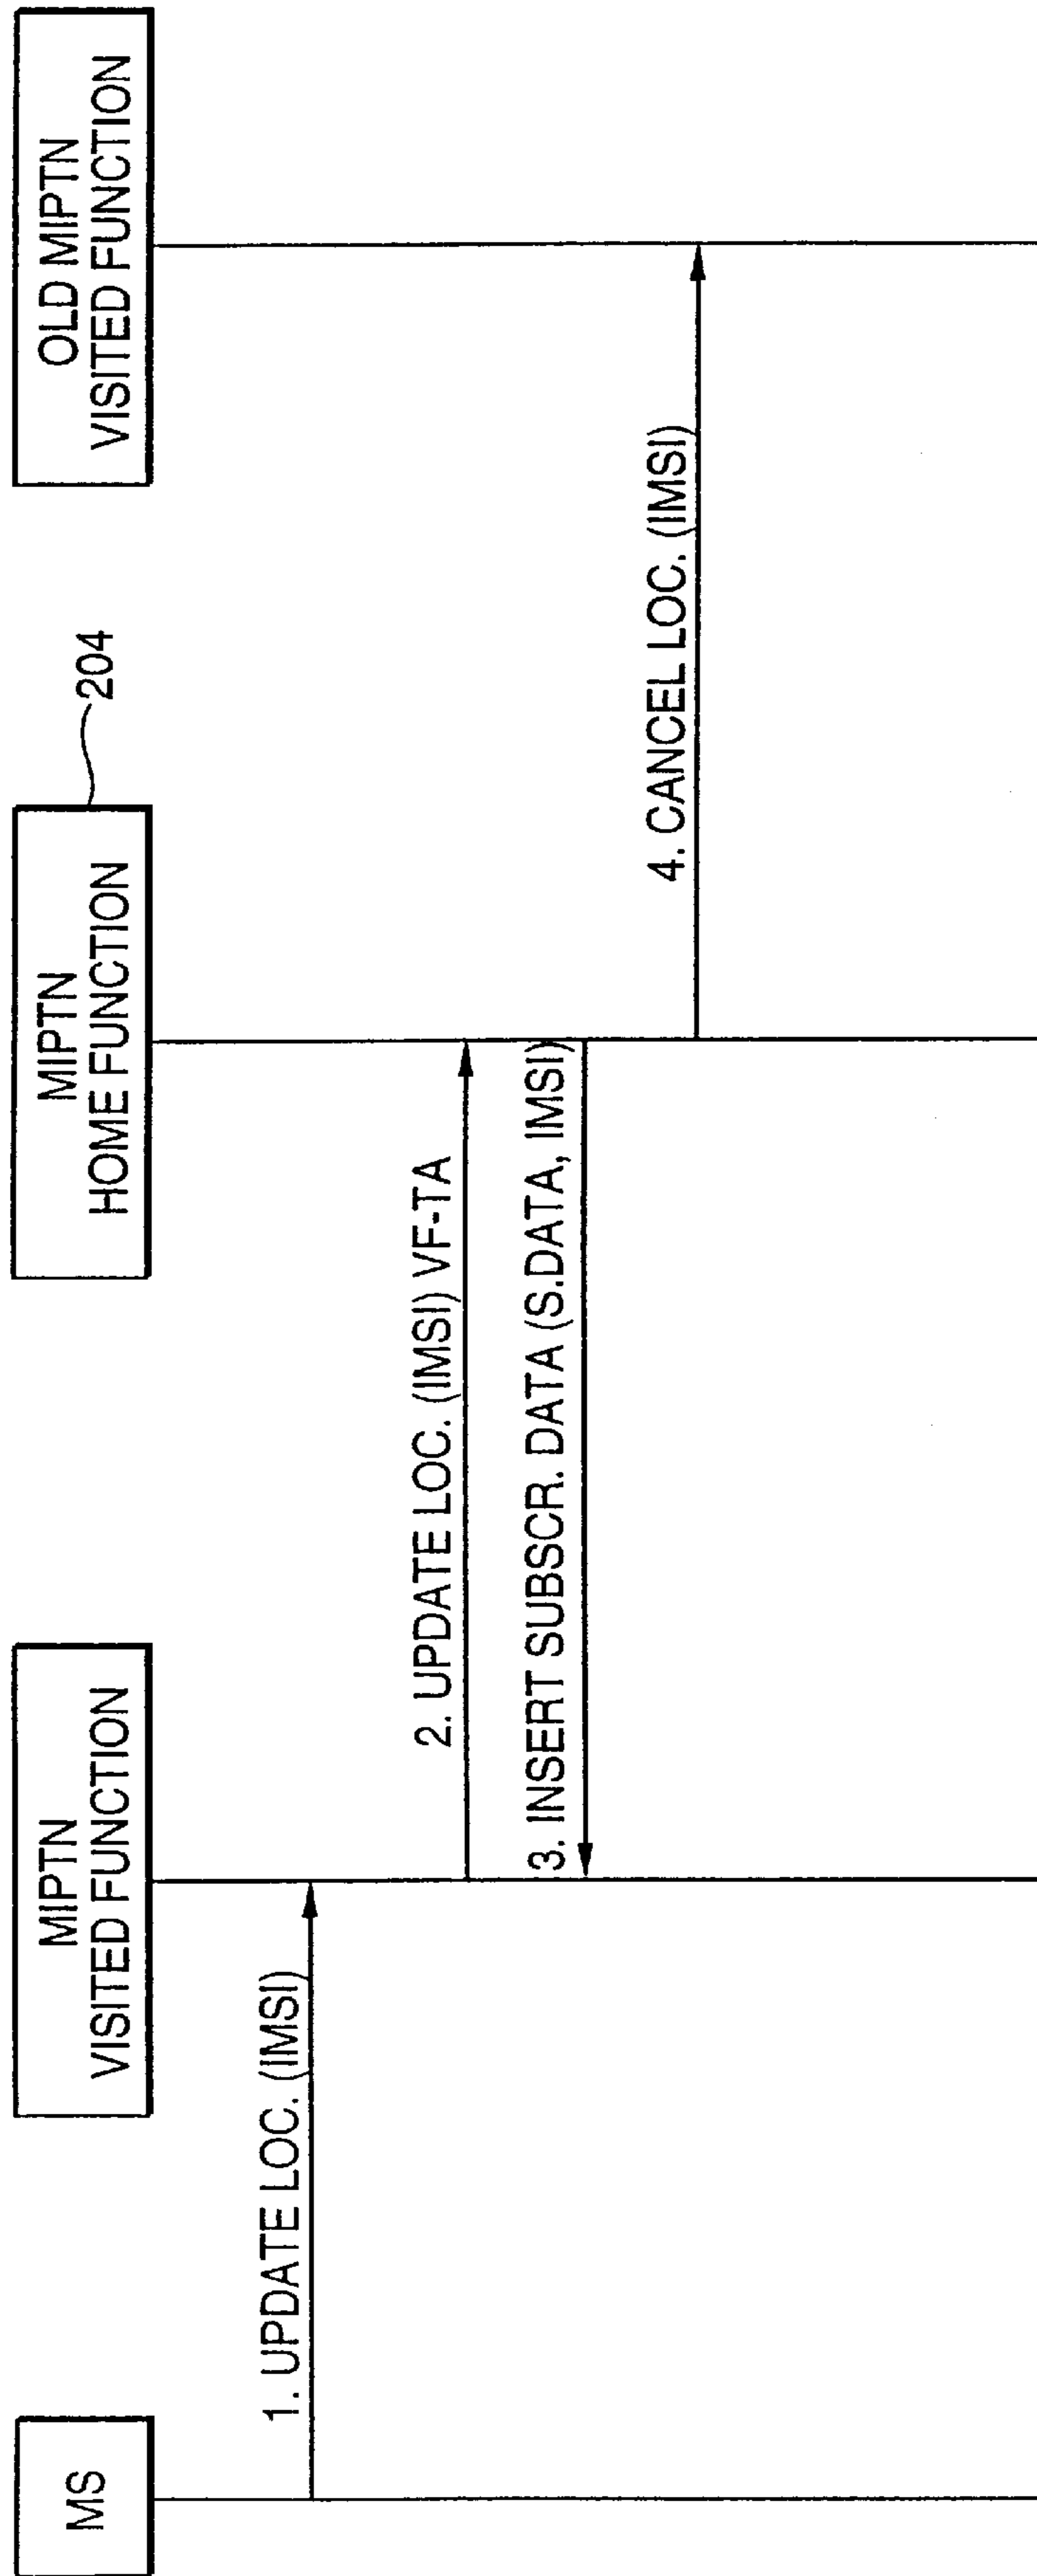 MS
MIPTN
VISITED FUNCTION
MIPTN
HOME FUNCTION
204
OLD MIPTN
VISITED FUNCTION
1. UPDATE LOC. (IMSI)
2. UPDATE LOC. (IMSI) VF-TA
3. INSERT SUBSCR. DATA (S.DATA, IMSI)
4. CANCEL LOC. (IMSI)